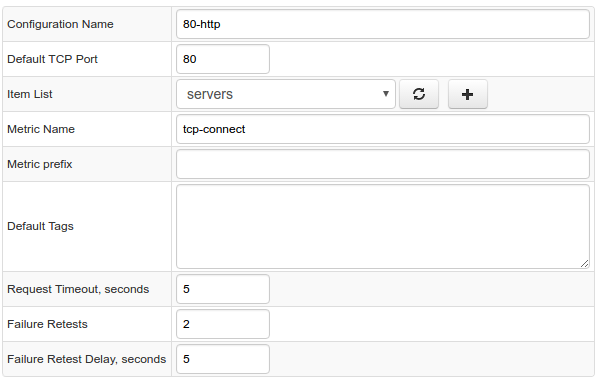 Configuration Name 80-http
Default TCP Port 80
Item List servers
Metric Name tcp-connect
Metric prefix
Default Tags
Request Timeout, seconds 5
Failure Retests 2
Failure Retest Delay, seconds 5